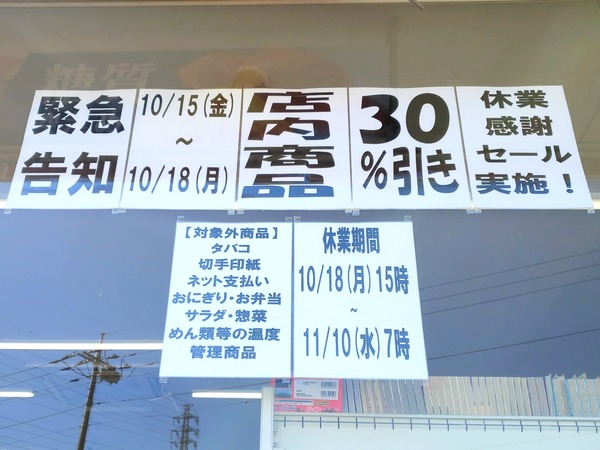 緊急
告知
10/15(金)
~
10/18(月)
店内商品
30
%引き
休業
感謝
セール
実施！
【対象外商品】
タバコ
切手印紙
ネット支払い
おにぎり・お弁当
サラダ・惣菜
めん類等の温度
管理商品
休業期間
10/18(月)15時
~
11/10(水)7時
糖質